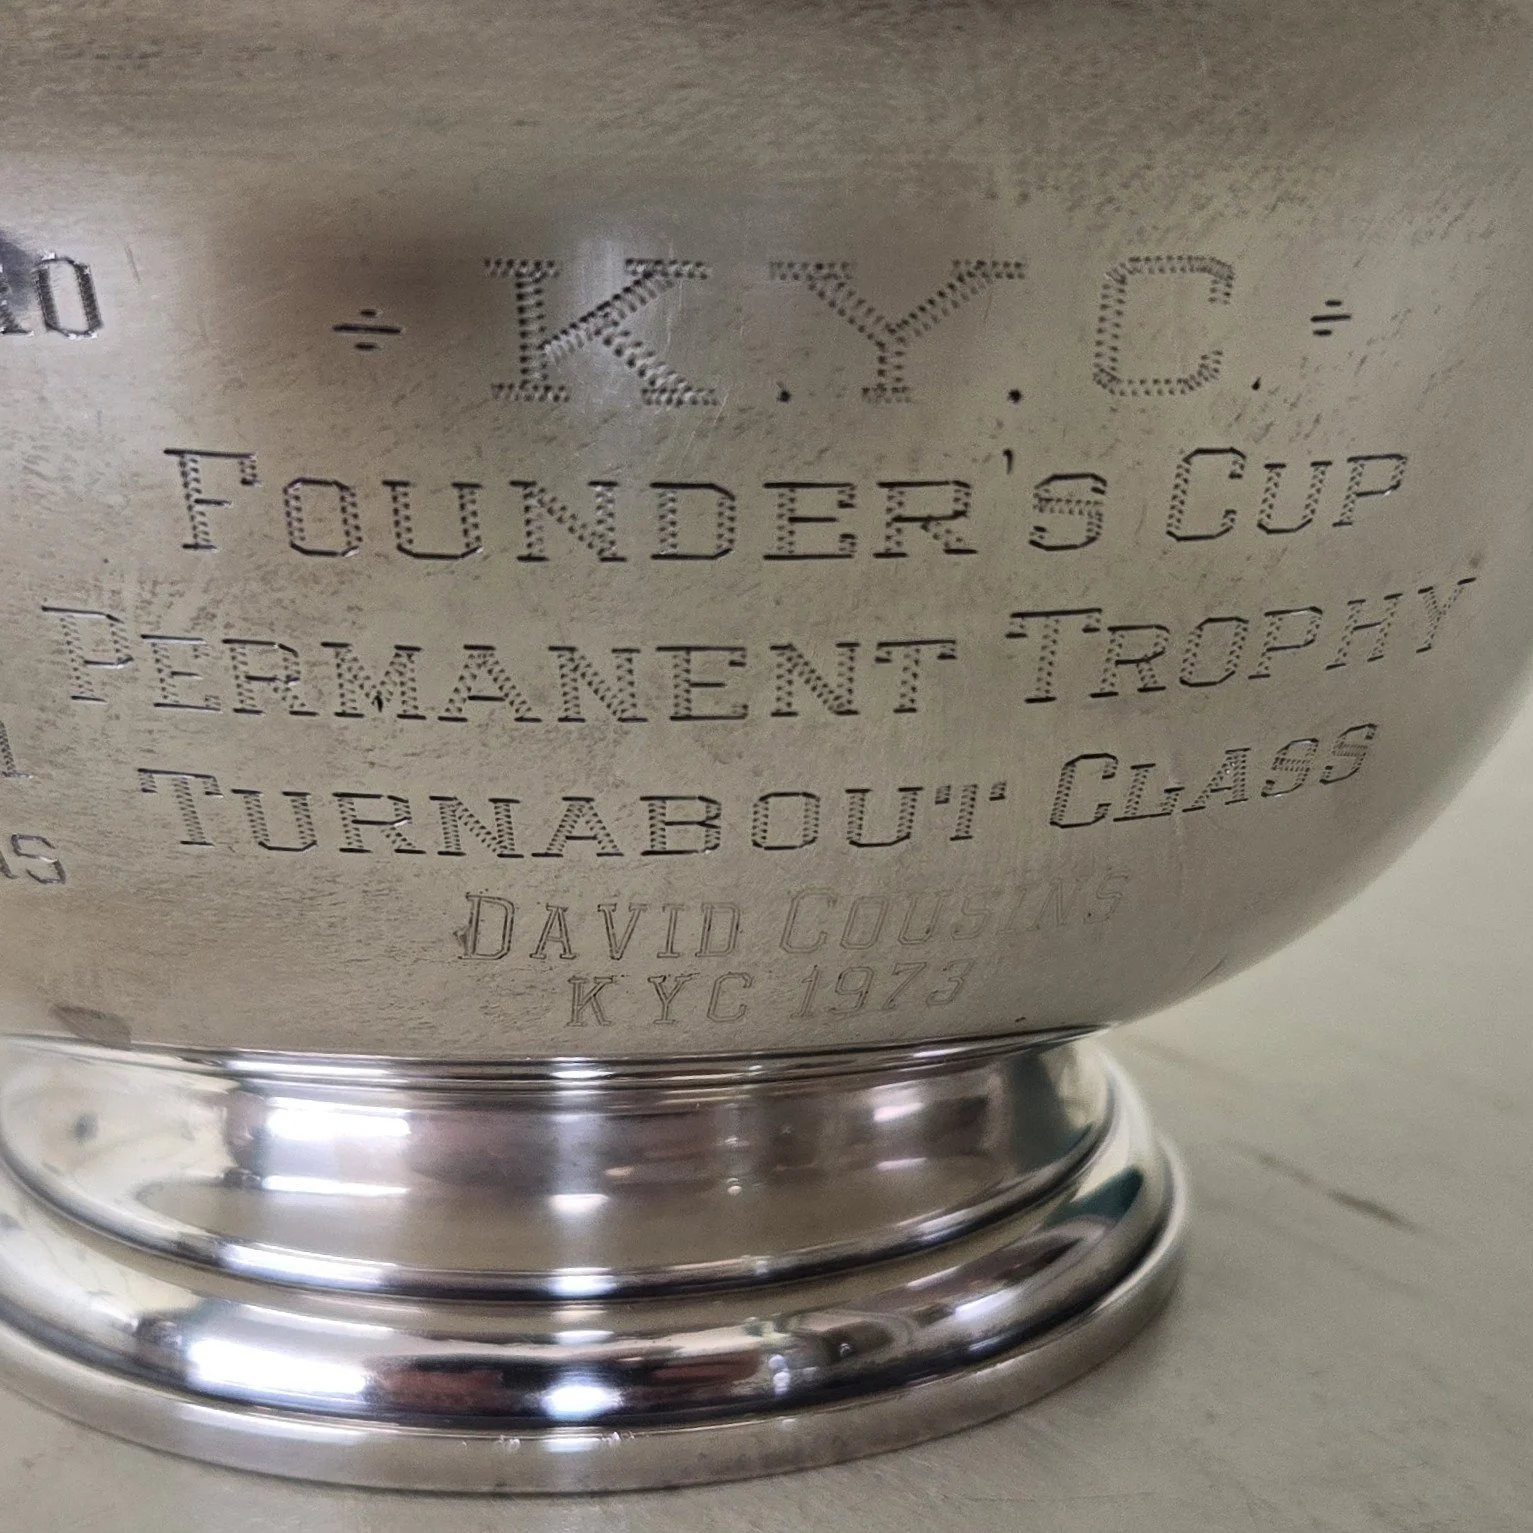 ÷ K.Y.C. ÷
FOUNDER'S CUP
PERMANENT TROPHY
TURNABOUT CLASS
DAVID COUSINS
KYC 1973